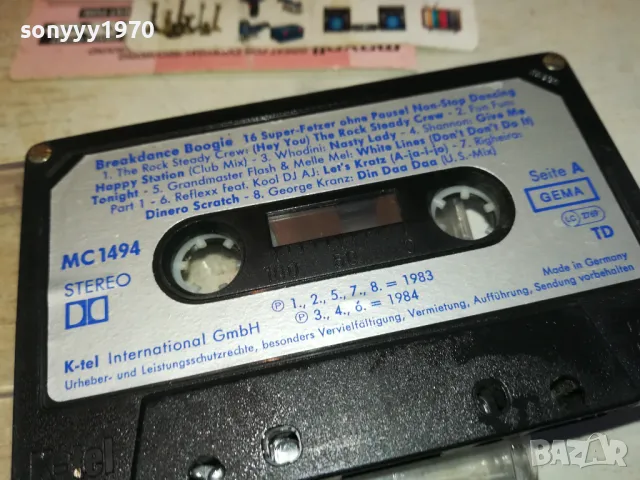 sonyyy1970
Breakdance Boogie 16 Super-Fetzer ohne Pause! Non-Stop Dancing
1. The Rock Steady Crew: (Hey You) The Rock Steady Crew - 2. Fun Fun:
Happy Station (Club Mix) - 3. Whodini: Nasty Lady - 4. Shannon: Give Me
Tonight - 5. Grandmaster Flash & Melle Mel: White Lines (Don't Don't Do It)
Part 1 - 6. Reflexx feat. Kool DJ AJ: Let's Kratz (A-ja-i-ja) - 7. Righeira:
Dinero Scratch - 8. George Kranz: Din Daa Daa (U.S.-Mix)
Seite A
GEMA
LC 2789
TD
MC 1494
STEREO
Ⓟ 1., 2., 5., 7., 8. = 1983
Ⓟ 3., 4., 6. = 1984
Made in Germany
K-tel International GmbH
Urheber- und Leistungsschutzrechte, besonders Vervielfältigung, Vermietung, Aufführung, Sendung vorbehalten
BAZAR
bg